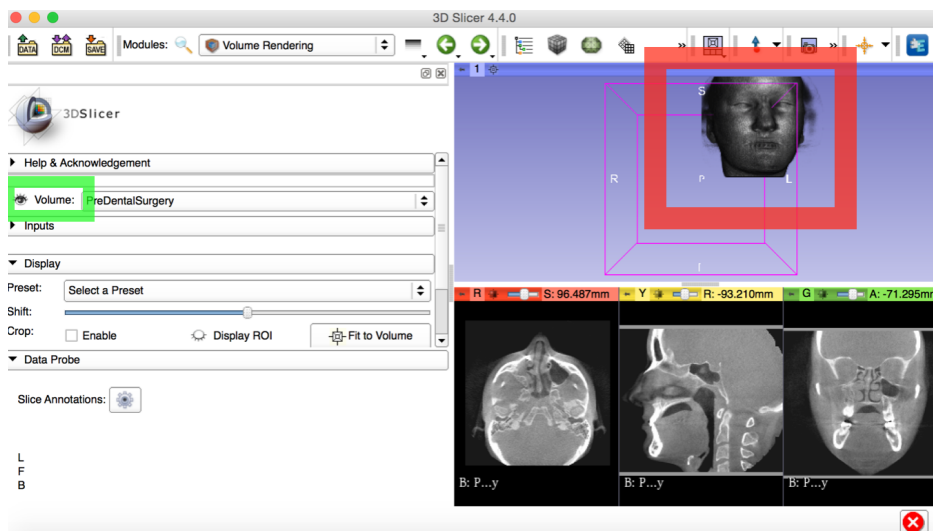 3D Slicer 4.4.0
DATA DCM SAVE Modules: Volume Rendering
1
3DSlicer
Help & Acknowledgement
Volume: PreDentalSurgery
Inputs
Display
Preset: Select a Preset
Shift:
Crop: Enable Display ROI Fit to Volume
Data Probe
Slice Annotations:
L
F
B
S
R P L
I
R S: 96.487mm Y R: -93.210mm G A: -71.295mm
B: P...y B: P...y B: P...y